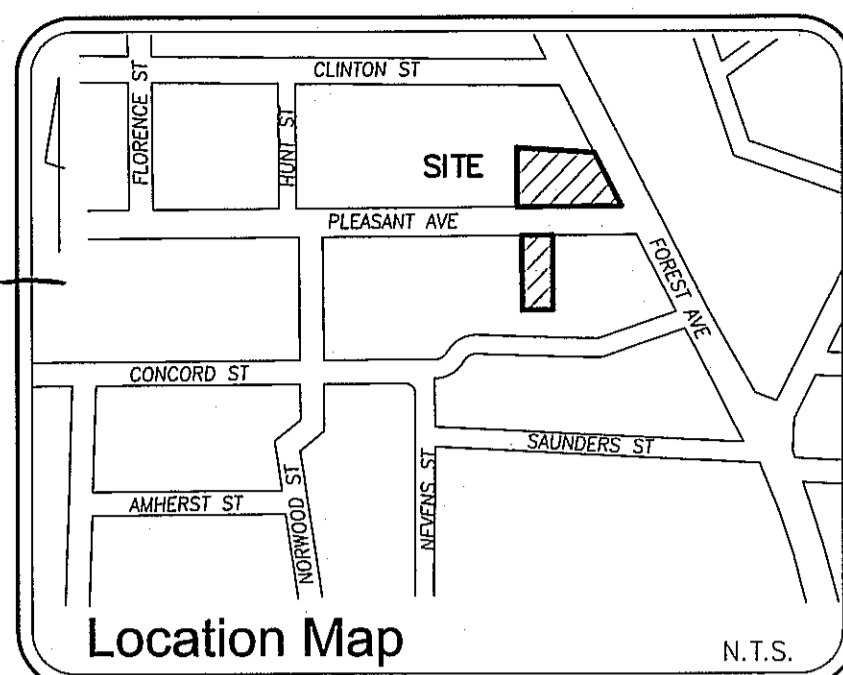 CLINTON ST
FLORENCE ST
HUNT ST
SITE
PLEASANT AVE
FOREST AVE
CONCORD ST
SAUNDERS ST
AMHERST ST
NORWOOD ST
NEVENS ST
Location Map
N.T.S.